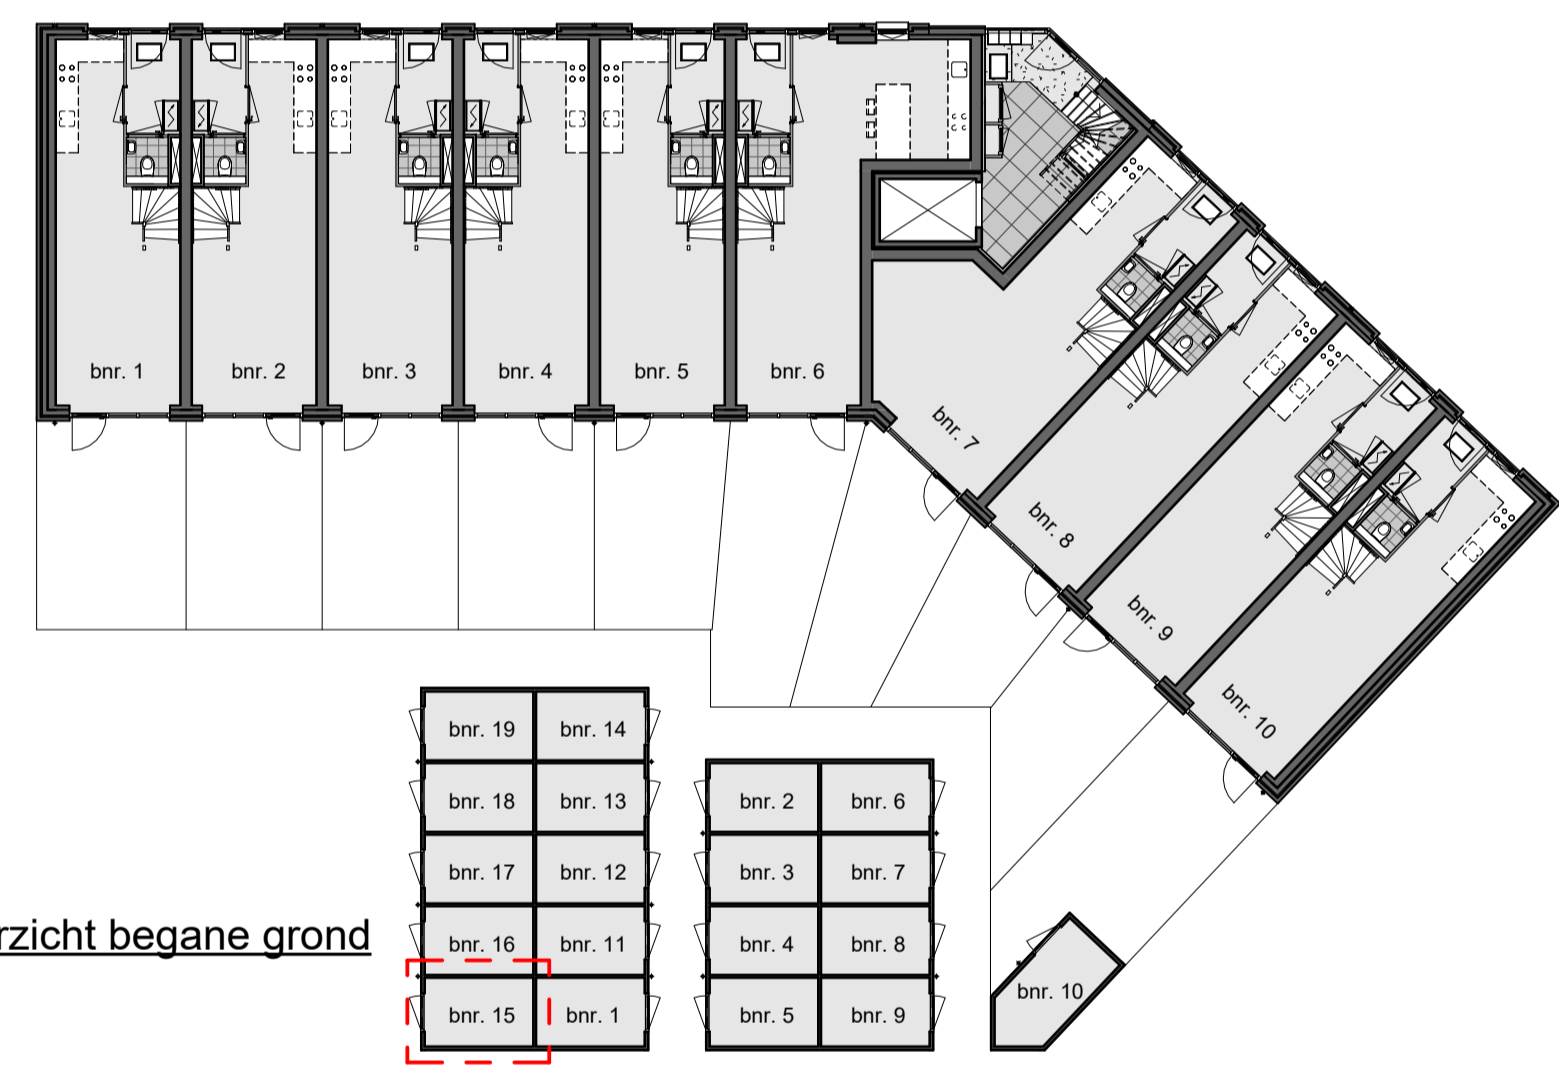 bnr. 1
bnr. 2
bnr. 3
bnr. 4
bnr. 5
bnr. 6
bnr. 7
bnr. 8
bnr. 9
bnr. 10
bnr. 19 bnr. 14
bnr. 18 bnr. 13
bnr. 17 bnr. 12
bnr. 16 bnr. 11
bnr. 15 bnr. 1
bnr. 2 bnr. 6
bnr. 3 bnr. 7
bnr. 4 bnr. 8
bnr. 5 bnr. 9
bnr. 10
rzicht begane grond